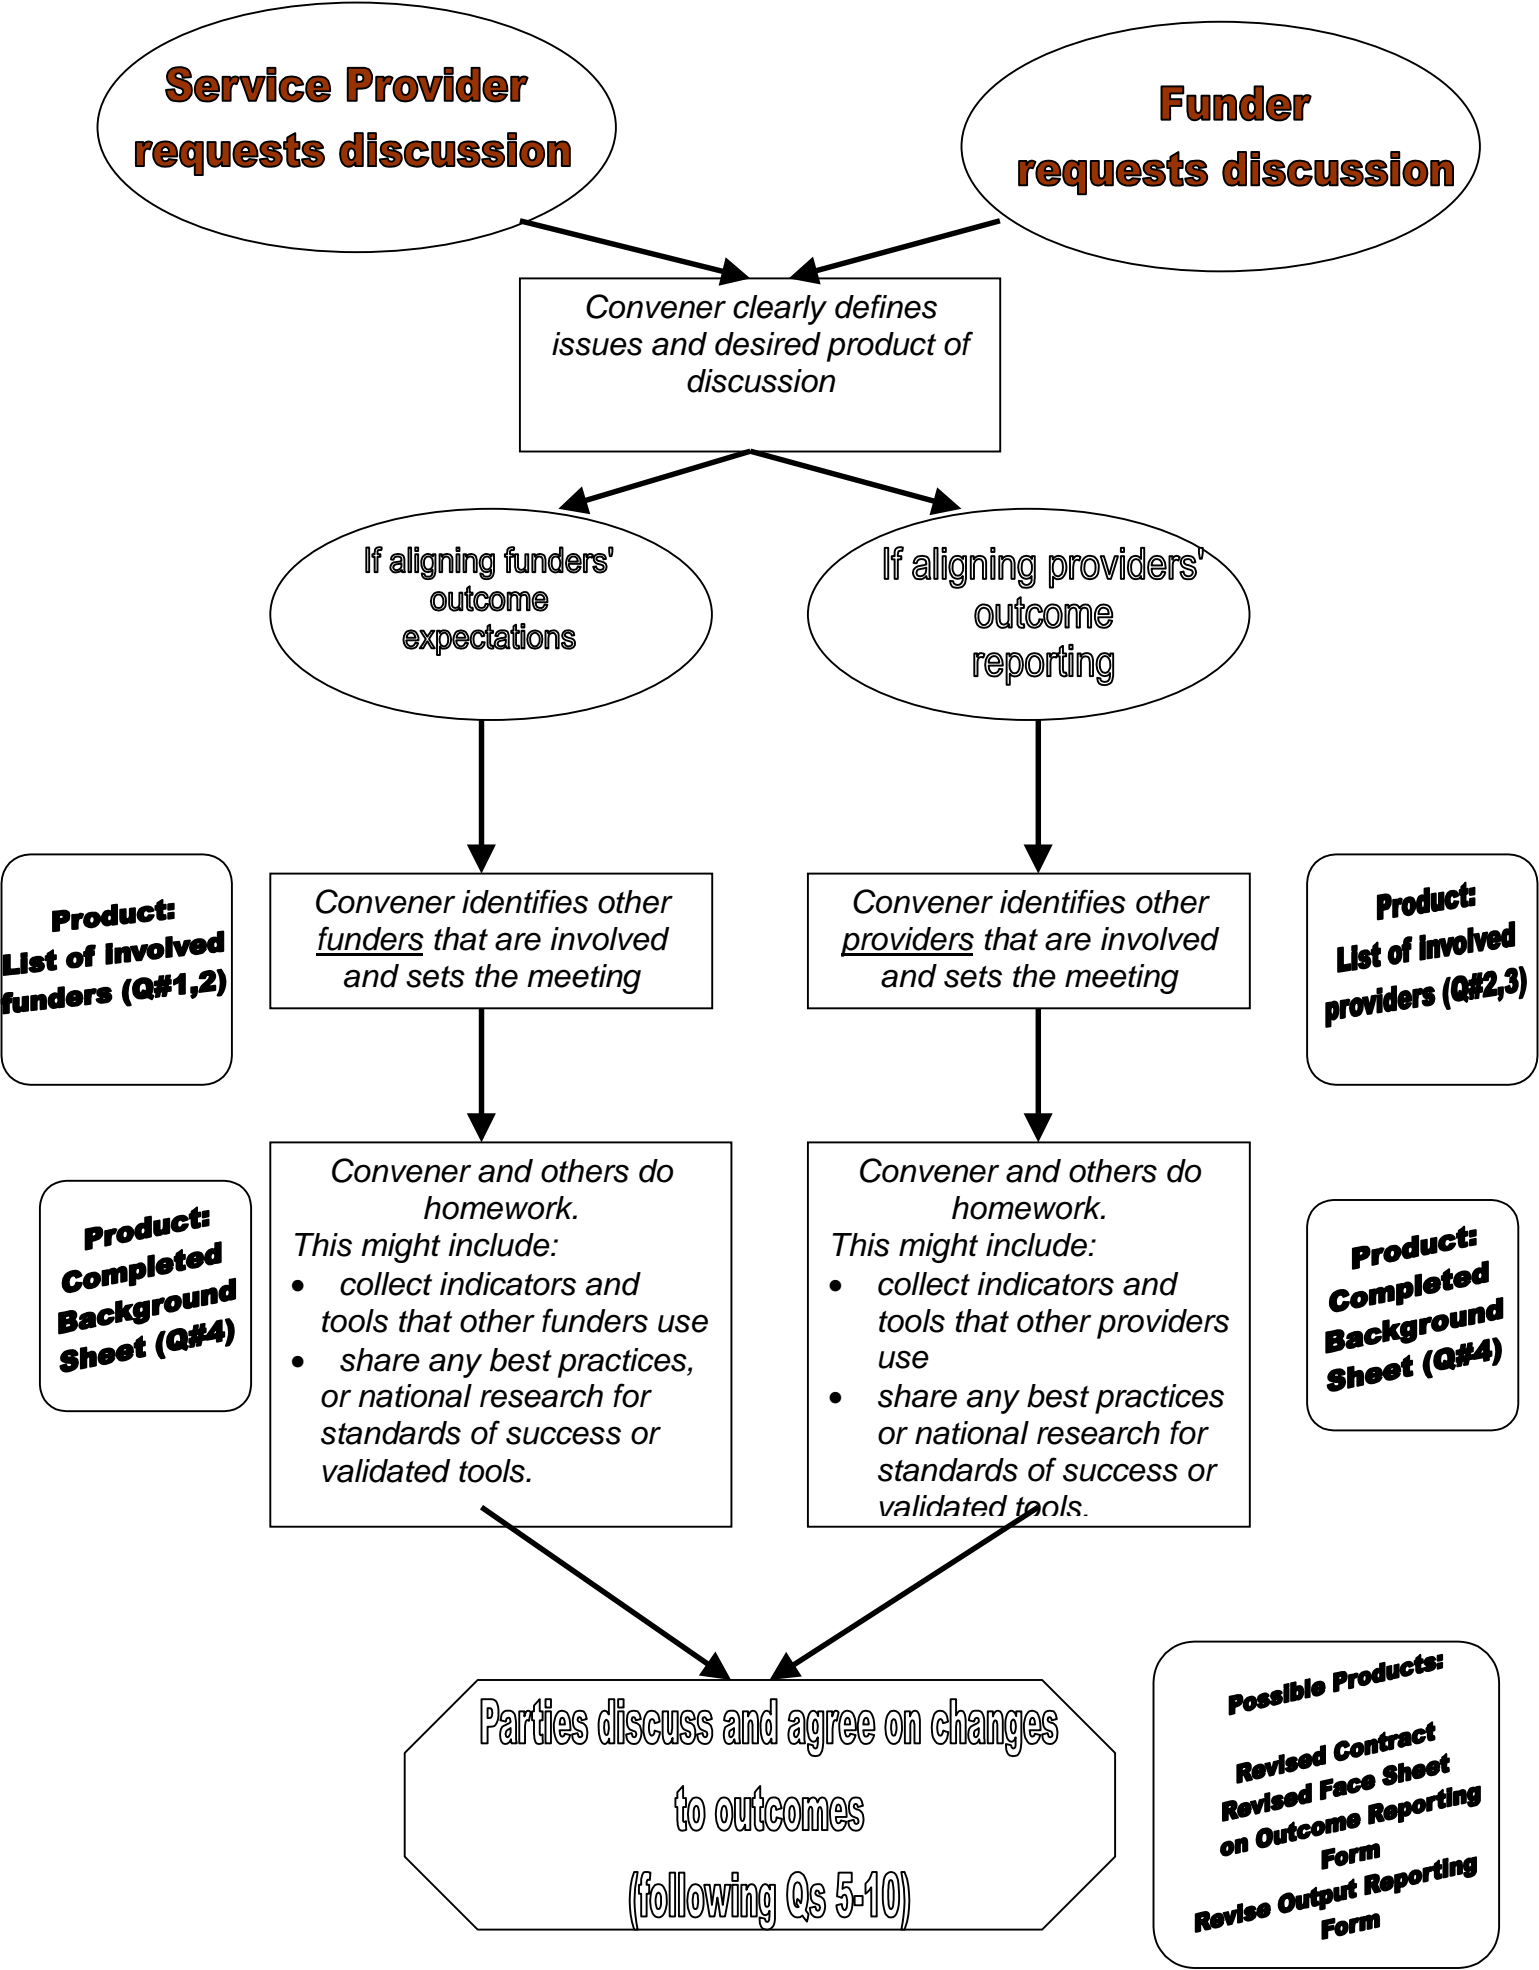 Service Provider
requests discussion
Funder
requests discussion
Convener clearly defines
issues and desired product of
discussion
If aligning funders'
outcome
expectations
If aligning providers'
outcome
reporting
Product:
List of involved
funders (Q#1,2)
Convener identifies other
funders that are involved
and sets the meeting
Convener identifies other
providers that are involved
and sets the meeting
Product:
List of involved
providers (Q#2,3)
Product:
Completed
Background
Sheet (Q#4)
Convener and others do
homework.
This might include:
• collect indicators and
tools that other funders use
• share any best practices,
or national research for
standards of success or
validated tools.
Convener and others do
homework.
This might include:
• collect indicators and
tools that other providers
use
• share any best practices
or national research for
standards of success or
validated tools.
Product:
Completed
Background
Sheet (Q#4)
Parties discuss and agree on changes
to outcomes
(following Qs 5-10)
Possible Products:
Revised Contract
Revised Face Sheet
on Outcome Reporting
Form
Revise Output Reporting
Form